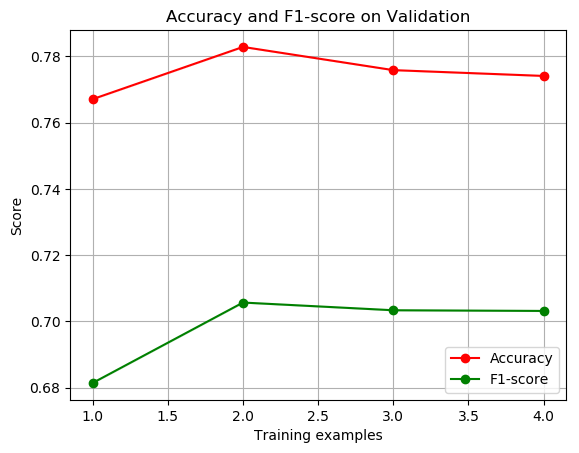 Accuracy and F1-score on Validation
0.78
0.76
0.74
0.72
0.70
0.68
Score
1.0 1.5 2.0 2.5 3.0 3.5 4.0
Training examples
Accuracy
F1-score